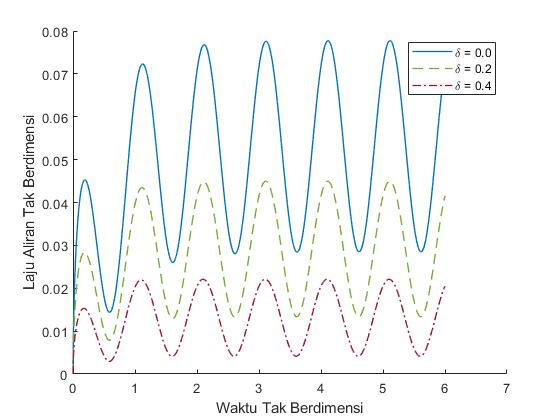 0.08
0.07
0.06
0.05
0.04
0.03
0.02
0.01
0
Laju Aliran Tak Berdimensi
δ = 0.0
δ = 0.2
δ = 0.4
0 1 2 3 4 5 6 7
Waktu Tak Berdimensi